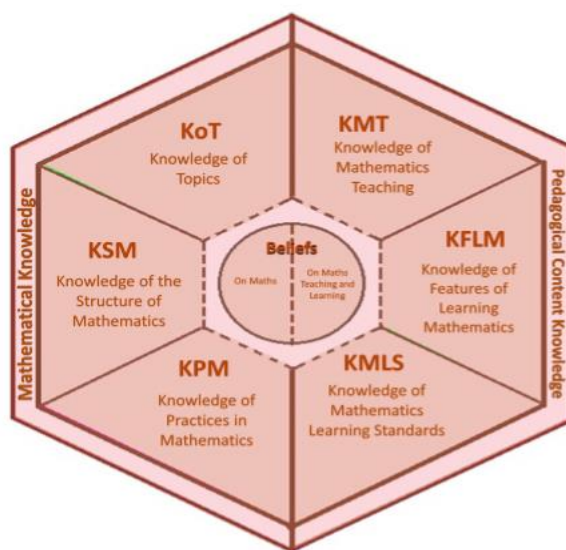 KoT
Knowledge of
Topics
KMT
Knowledge of
Mathematics
Teaching
KSM
Knowledge of the
Structure of
Mathematics
Beliefs
On Maths
On Maths
Teaching and
Learning
KFLM
Knowledge of
Features of
Learning
Mathematics
KPM
Knowledge of
Practices in
Mathematics
KMLS
Knowledge of
Mathematics
Learning Standards
Mathematical Knowledge
Pedagogical Content Knowledge